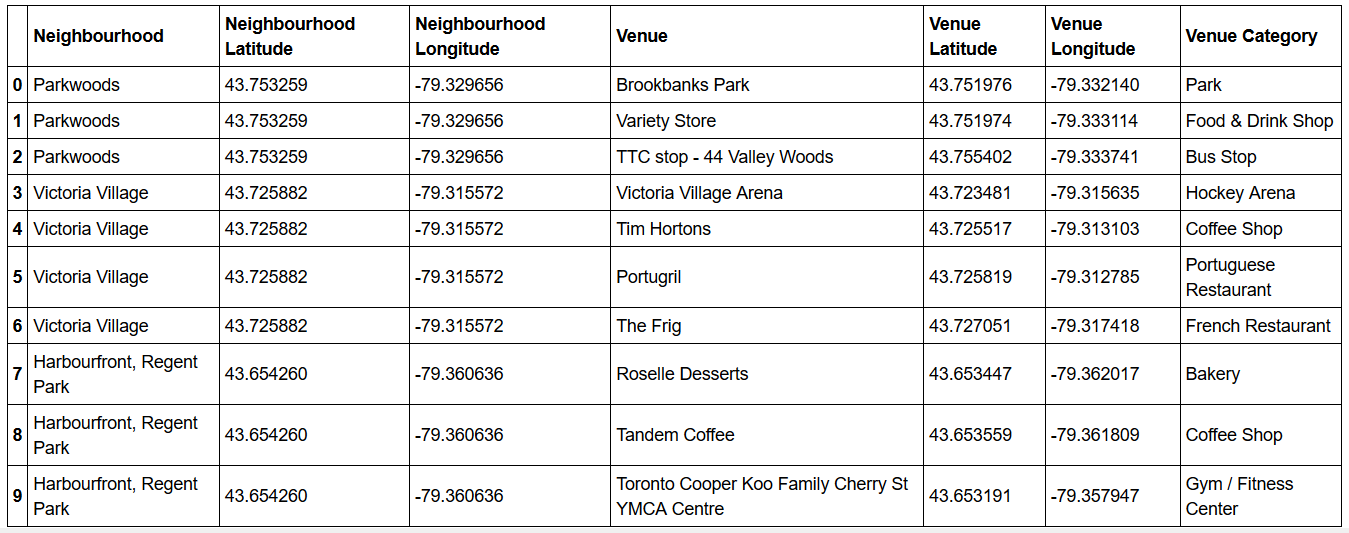 Neighbourhood Neighbourhood Latitude Neighbourhood Longitude Venue Venue Latitude Venue Longitude Venue Category
0 Parkwoods 43.753259 -79.329656 Brookbanks Park 43.751976 -79.332140 Park
1 Parkwoods 43.753259 -79.329656 Variety Store 43.751974 -79.333114 Food & Drink Shop
2 Parkwoods 43.753259 -79.329656 TTC stop - 44 Valley Woods 43.755402 -79.333741 Bus Stop
3 Victoria Village 43.725882 -79.315572 Victoria Village Arena 43.723481 -79.315635 Hockey Arena
4 Victoria Village 43.725882 -79.315572 Tim Hortons 43.725517 -79.313103 Coffee Shop
5 Victoria Village 43.725882 -79.315572 Portugril 43.725819 -79.312785 Portuguese Restaurant
6 Victoria Village 43.725882 -79.315572 The Frig 43.727051 -79.317418 French Restaurant
7 Harbourfront, Regent Park 43.654260 -79.360636 Roselle Desserts 43.653447 -79.362017 Bakery
8 Harbourfront, Regent Park 43.654260 -79.360636 Tandem Coffee 43.653559 -79.361809 Coffee Shop
9 Harbourfront, Regent Park 43.654260 -79.360636 Toronto Cooper Koo Family Cherry St YMCA Centre 43.653191 -79.357947 Gym / Fitness Center